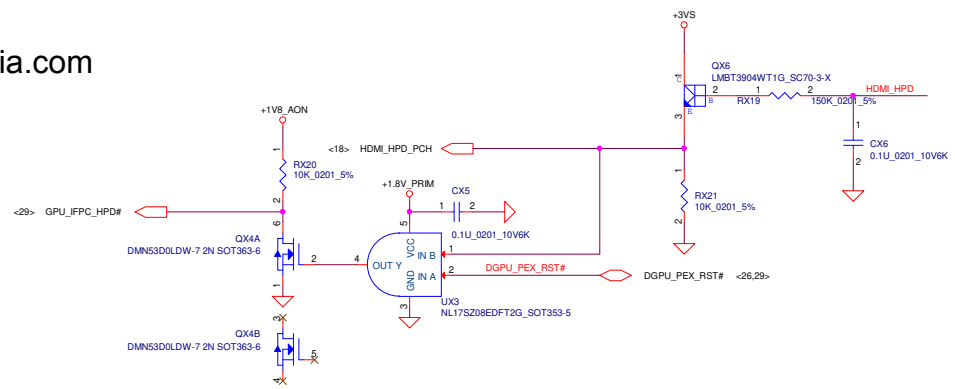 +3VS
ia.com
QX6
LMBT3904WT1G_SC70-3-X
1
C
2
B
E
3
1
2
RX19
150K_0201_5%
HDMI_HPD
1
CX6
0.1U_0201_10V6K
2
+1V8_AON
1
RX20
10K_0201_5%
2
<18> HDMI_HPD_PCH
1
RX21
10K_0201_5%
2
+1.8V_PRIM
CX5
1
2
0.1U_0201_10V6K
<29> GPU_IFPC_HPD#
6
QX4A
DMN53D0LDW-7 2N SOT363-6
2
1
5
VCC
IN B
1
4
OUT Y
IN A
2
GND
3
DGPU_PEX_RST#
DGPU_PEX_RST# <26,29>
UX3
NL17SZ08EDFT2G_SOT353-5
3
QX4B
DMN53D0LDW-7 2N SOT363-6
5
4